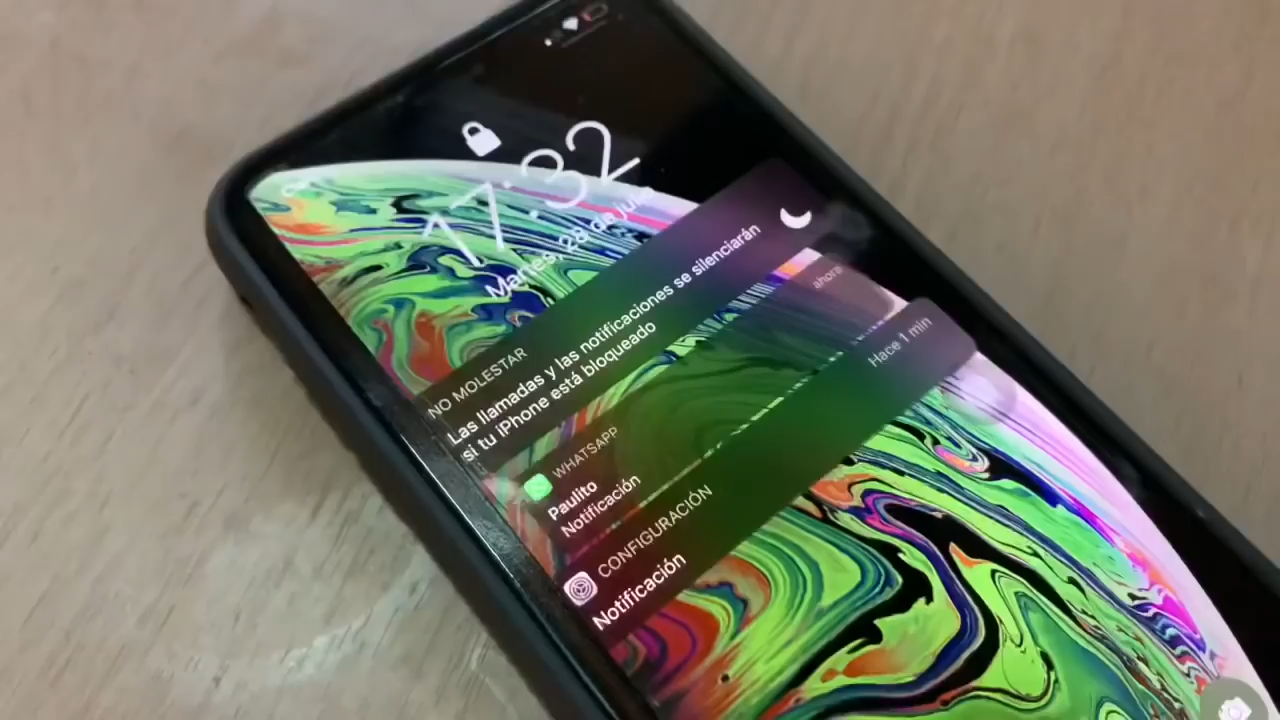 17:32
Martes, 28 de julio
NO MOLESTAR
Las llamadas y las notificaciones se silenciarán
si tu iPhone está bloqueado
WHATSAPP
ahora
Paulito
Notificación
CONFIGURACIÓN
Hace 1 min
Notificación